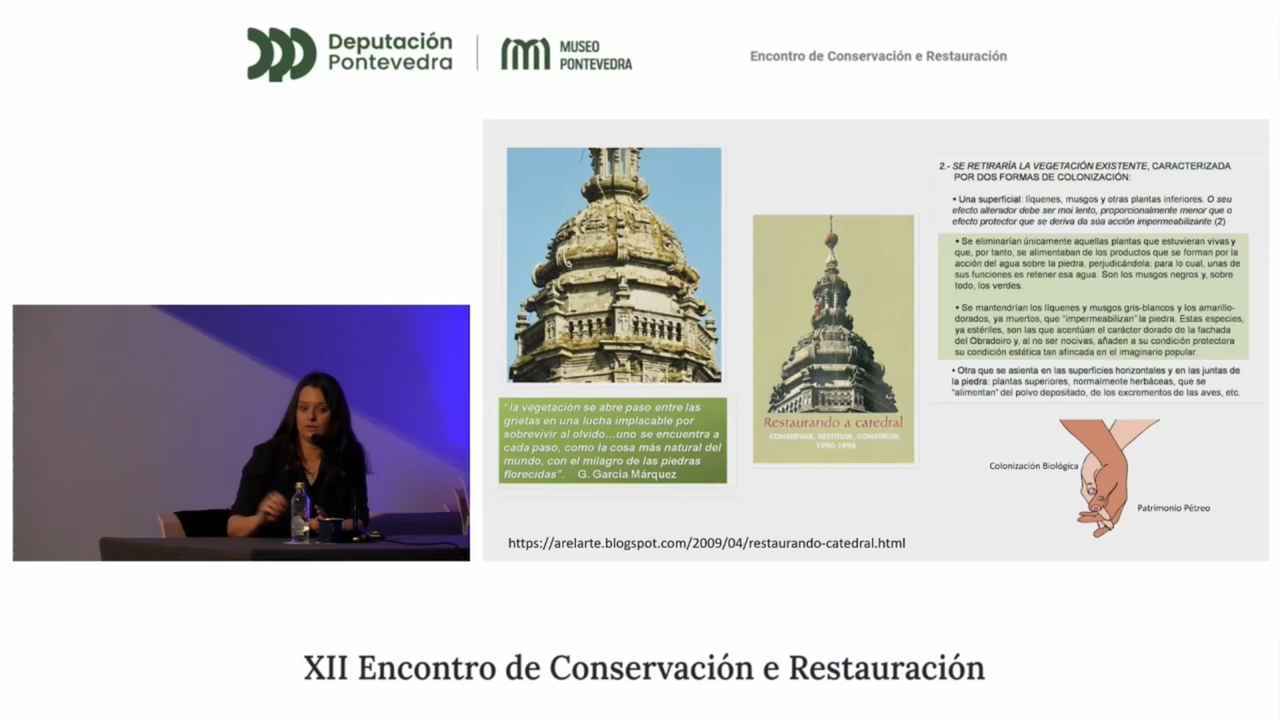 Deputación
Pontevedra
MUSEO
PONTEVEDRA
Encontro de Conservación e Restauración
"la vegetación se abre paso entre las
grietas en una lucha implacable por
sobrevivir al olvido…uno se encuentra a
cada paso, como la cosa más natural del
mundo, con el milagro de las piedras
florecidas". G. García Márquez
Restaurando a catedral
CONSERVAR, RESTITUIR, CONSTRUIR,
1990-1998
2.- SE RETIRARÍA LA VEGETACIÓN EXISTENTE, CARACTERIZADA
POR DOS FORMAS DE COLONIZACIÓN:
▪ Una superficial: líquenes, musgos y otras plantas inferiores. O seu
efecto alterador debe ser moi lento, proporcionalmente menor que o
efecto protector que se deriva da súa acción impermeabilizante.(2)
▪ Se eliminarían únicamente aquellas plantas que estuvieran vivas y
que, por tanto, se alimentaban de los productos que se forman por la
acción del agua sobre la piedra, perjudicándola; para lo cual, unas de
sus funciones es retener esa agua. Son los musgos negros y, sobre
todo, los verdes.
▪ Se mantendrían los líquenes y musgos gris-blancos y los amarillo-
dorados, ya muertos, que "impermeabilizan" la piedra. Estas especies,
ya estériles, son las que acentúan el carácter dorado de la fachada
del Obradoiro y, al no ser nocivas, añaden a su condición protectora
su condición estética tan afincada en el imaginario popular.
▪ Otra que se asienta en las superficies horizontales y en las juntas de
la piedra: plantas superiores, normalmente herbáceas, que se
"alimentan" del polvo depositado, de los excrementos de las aves, etc.
Colonización Biológica
Patrimonio Pétreo
https://arelarte.blogspot.com/2009/04/restaurando-catedral.html
XII Encontro de Conservación e Restauración